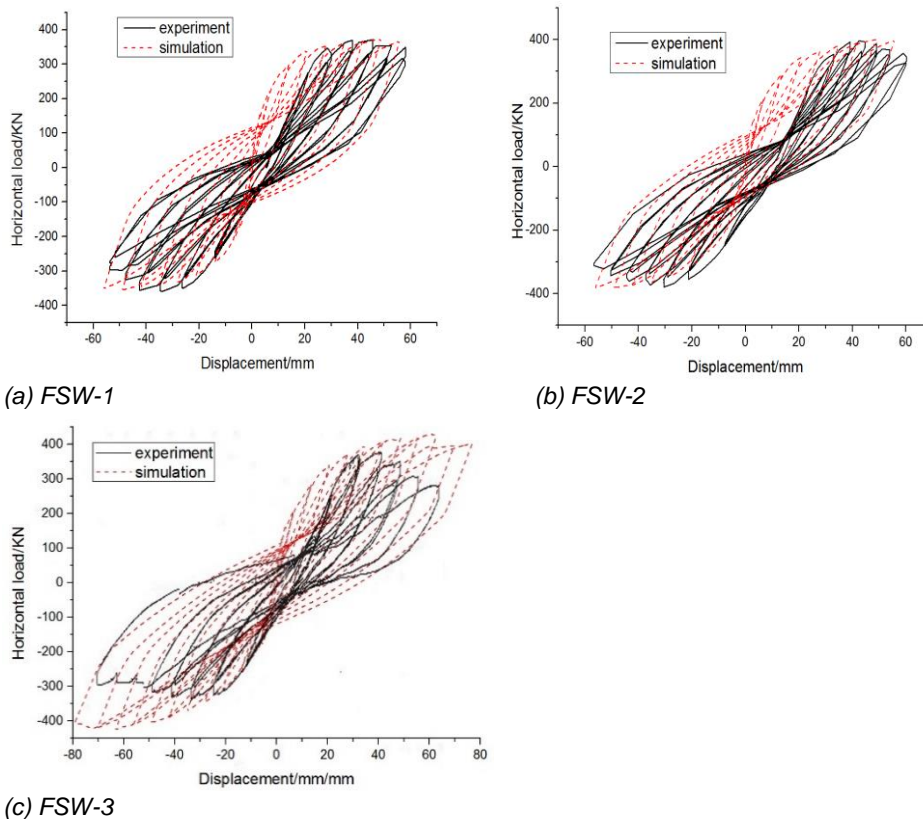 experiment
simulation
400
300
200
100
0
-100
-200
-300
-400
Horizontal load/KN
-60 -40 -20 0 20 40 60
Displacement/mm
(a) FSW-1
experiment
simulation
400
200
0
-200
-400
Horizontal load/KN
-60 -40 -20 0 20 40 60
Displacement/mm
(b) FSW-2
experiment
simulation
400
300
200
100
0
-100
-200
-300
-400
Horizontal load/KN
-80 -60 -40 -20 0 20 40 60 80
Displacement/mm/mm
(c) FSW-3